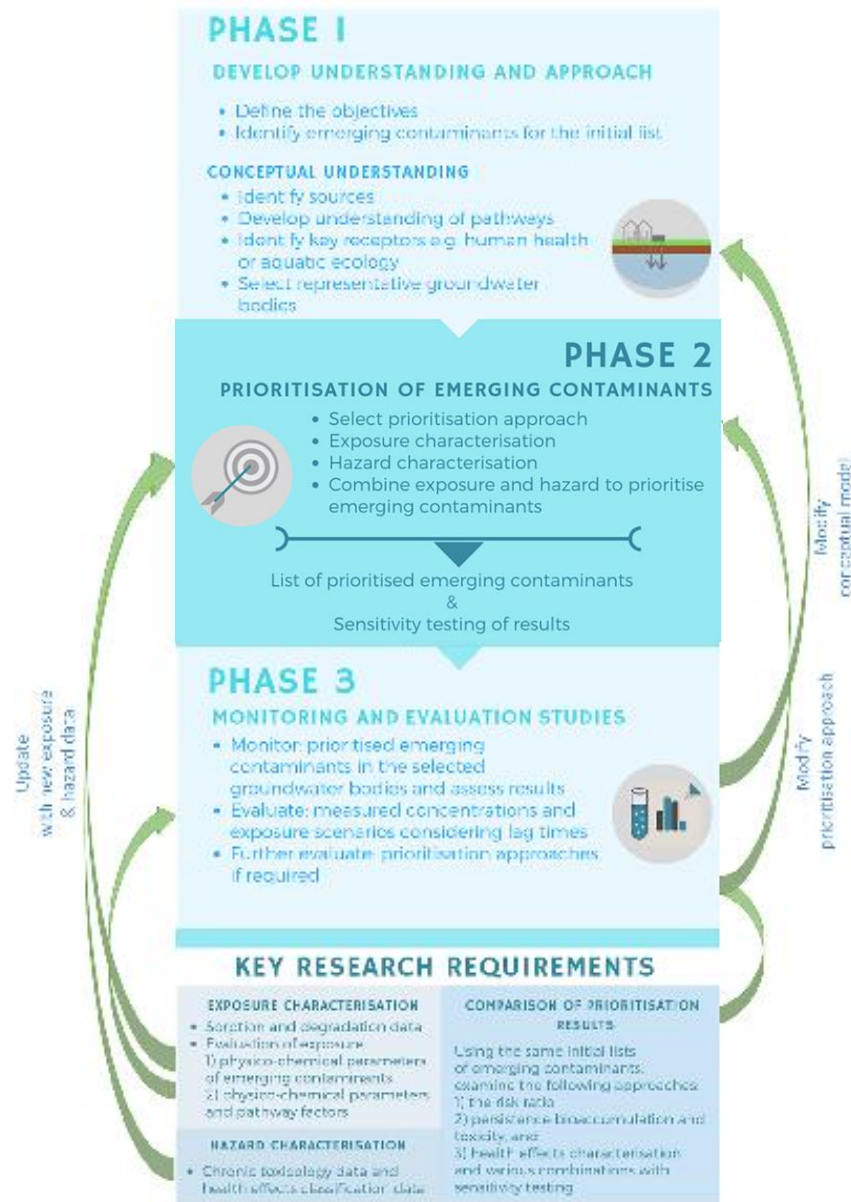 PHASE 1
DEVELOP UNDERSTANDING AND APPROACH
• Define the objectives
• Identify emerging contaminants for the initial list
CONCEPTUAL UNDERSTANDING
• Identify sources
• Develop understanding of pathways
• Identify key receptors e.g. human health
or aquatic ecology
• Select representative groundwater
bodies
PHASE 2
PRIORITISATION OF EMERGING CONTAMINANTS
• Select prioritisation approach
• Exposure characterisation
• Hazard characterisation
• Combine exposure and hazard to prioritise
emerging contaminants
List of prioritised emerging contaminants
&
Sensitivity testing of results
PHASE 3
MONITORING AND EVALUATION STUDIES
• Monitor: prioritised emerging
contaminants in the selected
groundwater bodies and assess results
• Evaluate: measured concentrations and
exposure scenarios considering lag times
• Further evaluate: prioritisation approaches
if required
Update
with new exposure
& hazard data
Modify
conceptual model
Modify
prioritisation approach
KEY RESEARCH REQUIREMENTS
EXPOSURE CHARACTERISATION
• Sorption and degradation data
• Evaluation of exposure
1) physico-chemical parameters
of emerging contaminants
2) physico-chemical parameters
and pathway factors
HAZARD CHARACTERISATION
• Chronic toxicology data and
health effects classification data
COMPARISON OF PRIORITISATION
RESULTS
Using the same initial lists
of emerging contaminants,
examine the following approaches
1) the risk ratio
2) persistence bioaccumulation and
toxicity, and
3) health effects characterisation
and various combinations with
sensitivity testing